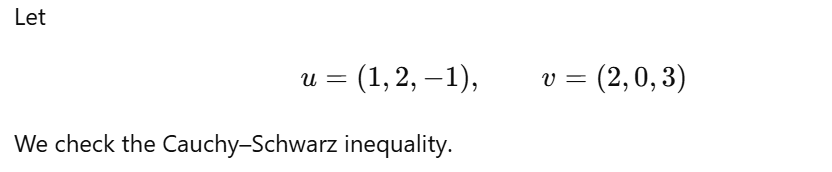 Let
u = (1, 2, −1), v = (2, 0, 3)
We check the Cauchy–Schwarz inequality.